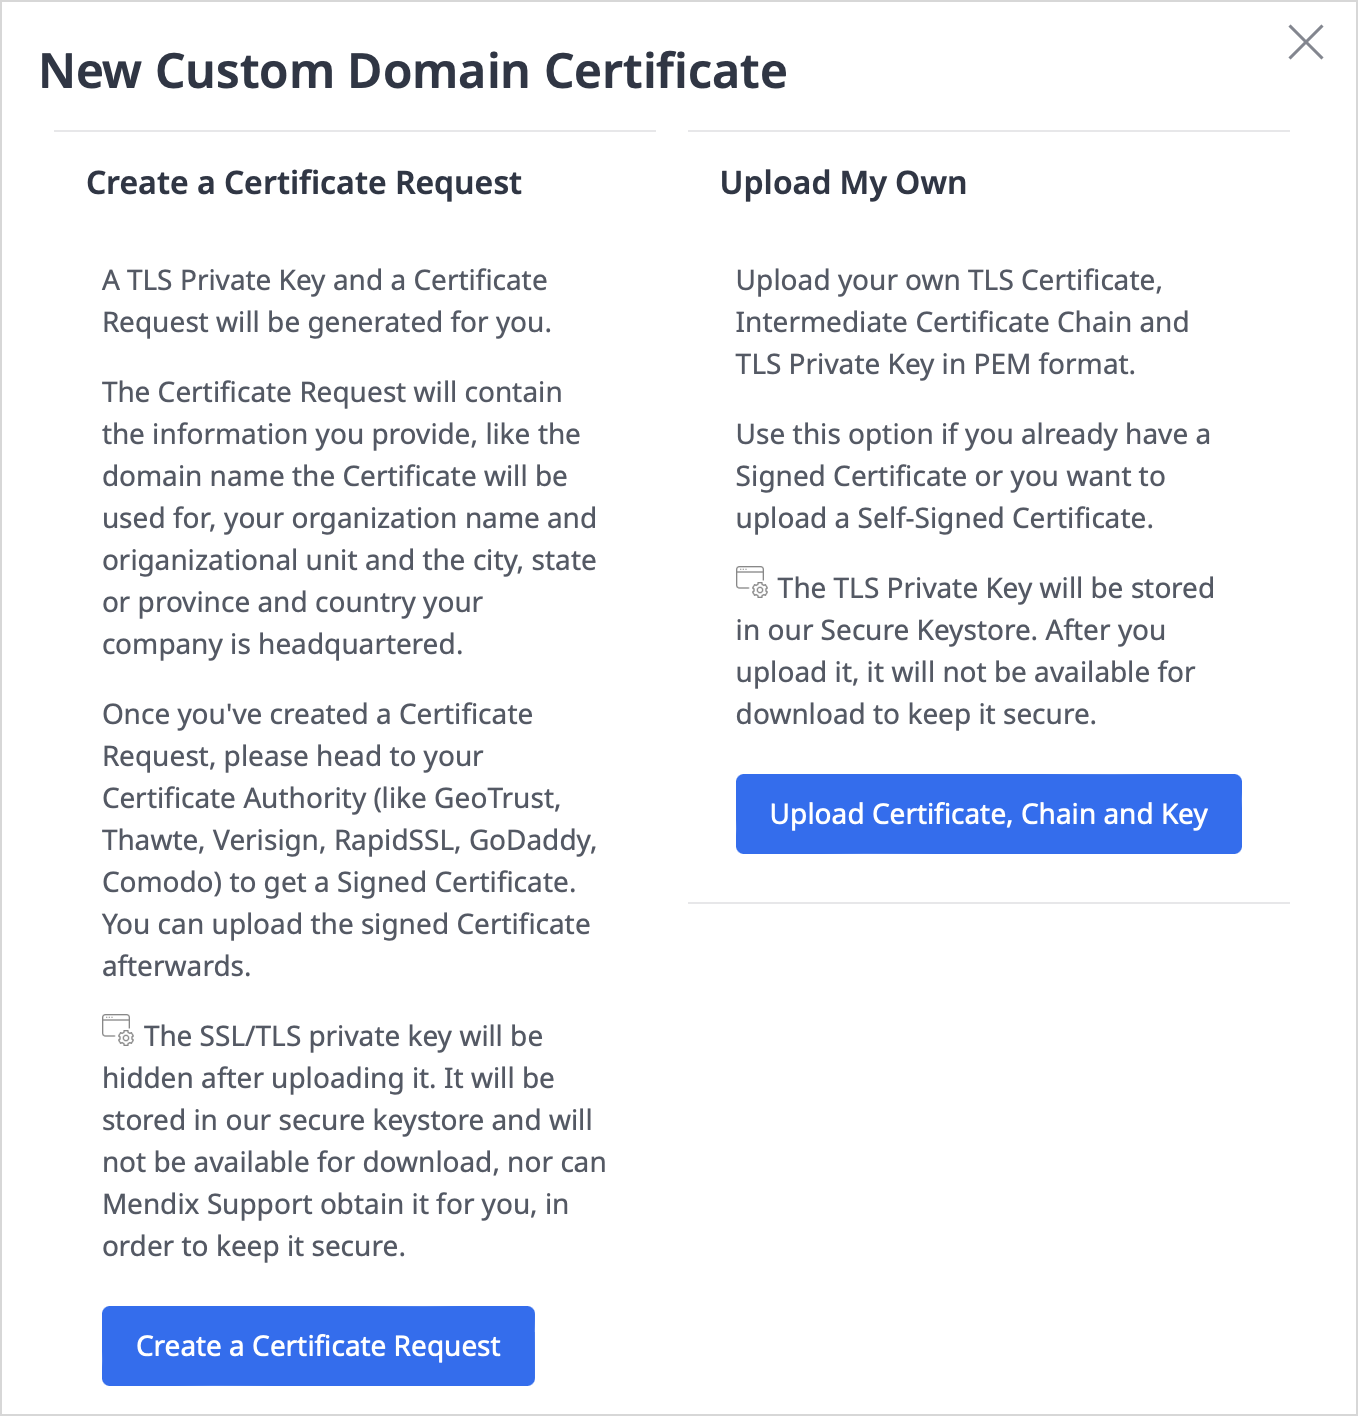 New Custom Domain Certificate
Create a Certificate Request
A TLS Private Key and a Certificate
Request will be generated for you.
The Certificate Request will contain
the information you provide, like the
domain name the Certificate will be
used for, your organization name and
origanizational unit and the city, state
or province and country your
company is headquartered.
Once you've created a Certificate
Request, please head to your
Certificate Authority (like GeoTrust,
Thawte, Verisign, RapidSSL, GoDaddy,
Comodo) to get a Signed Certificate.
You can upload the signed Certificate
afterwards.
The SSL/TLS private key will be
hidden after uploading it. It will be
stored in our secure keystore and will
not be available for download, nor can
Mendix Support obtain it for you, in
order to keep it secure.
Create a Certificate Request
Upload My Own
Upload your own TLS Certificate,
Intermediate Certificate Chain and
TLS Private Key in PEM format.
Use this option if you already have a
Signed Certificate or you want to
upload a Self-Signed Certificate.
The TLS Private Key will be stored
in our Secure Keystore. After you
upload it, it will not be available for
download to keep it secure.
Upload Certificate, Chain and Key